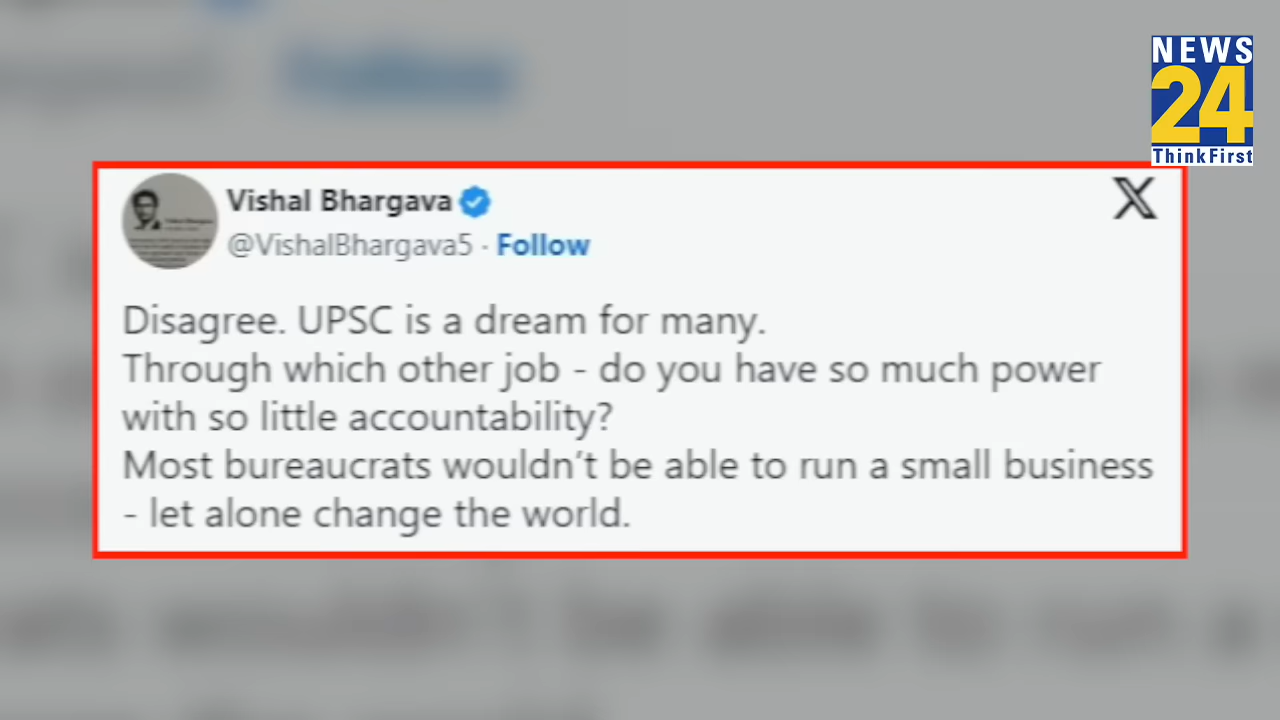 NEWS
24
ThinkFirst
Vishal Bhargava
@VishalBhargava5 · Follow
Disagree. UPSC is a dream for many.
Through which other job - do you have so much power
with so little accountability?
Most bureaucrats wouldn't be able to run a small business
- let alone change the world.